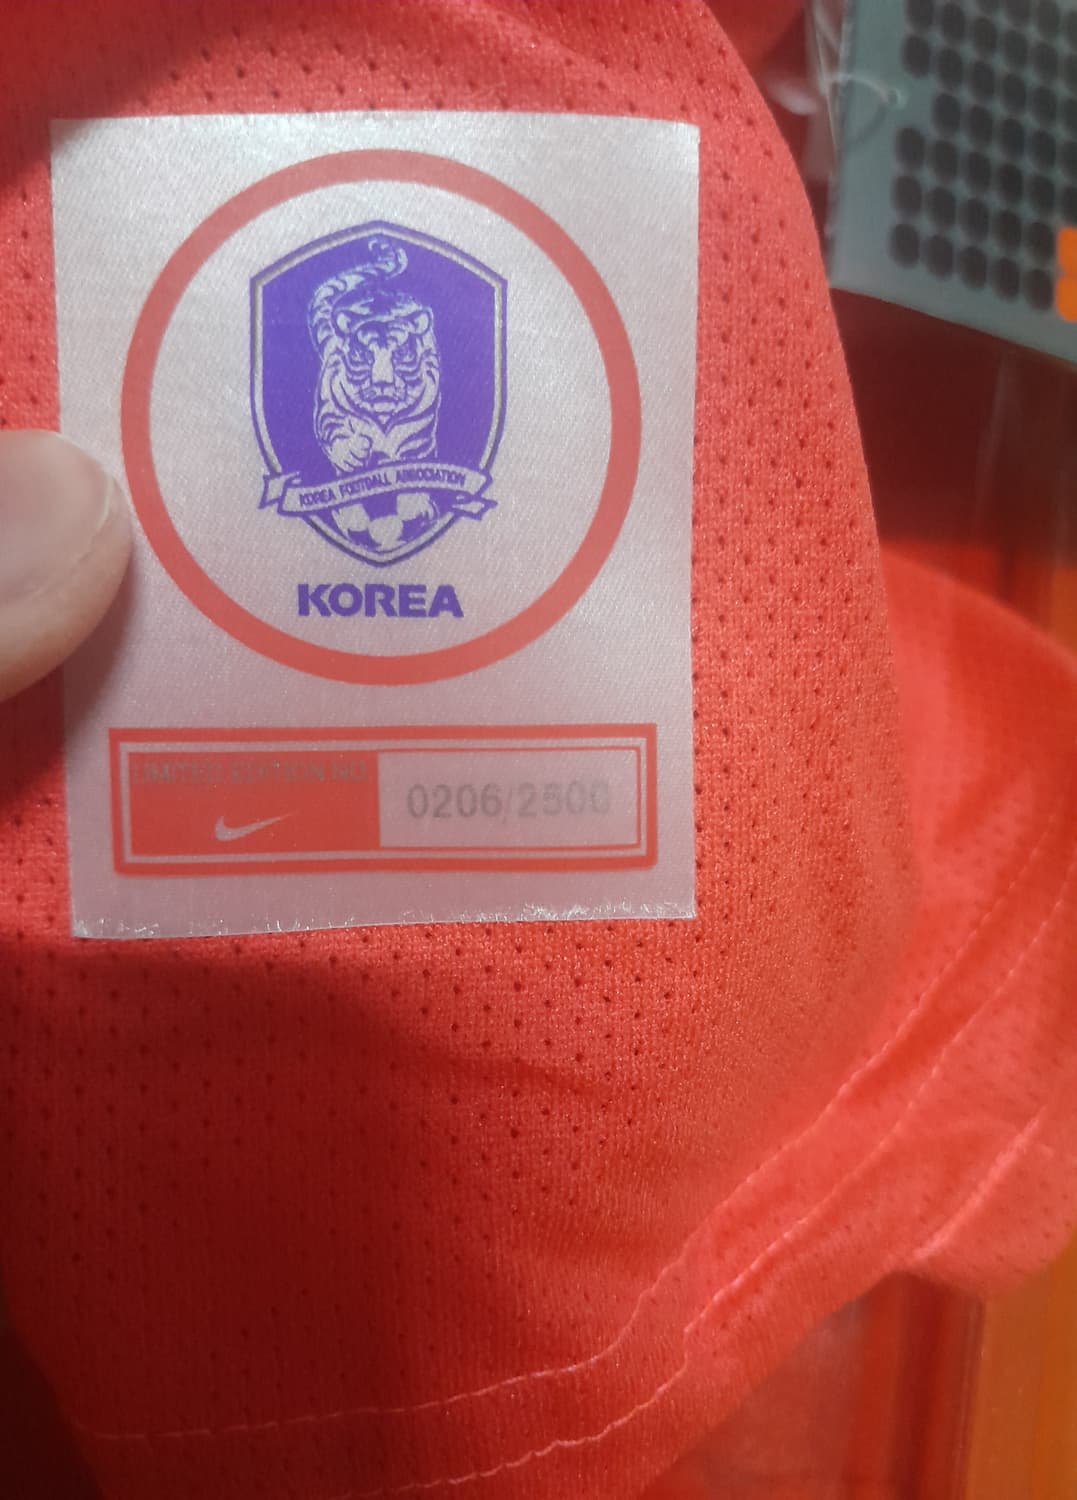 KOREA FOOTBALL ASSOCIATION
KOREA
LIMITED EDITION NO
0206/2500